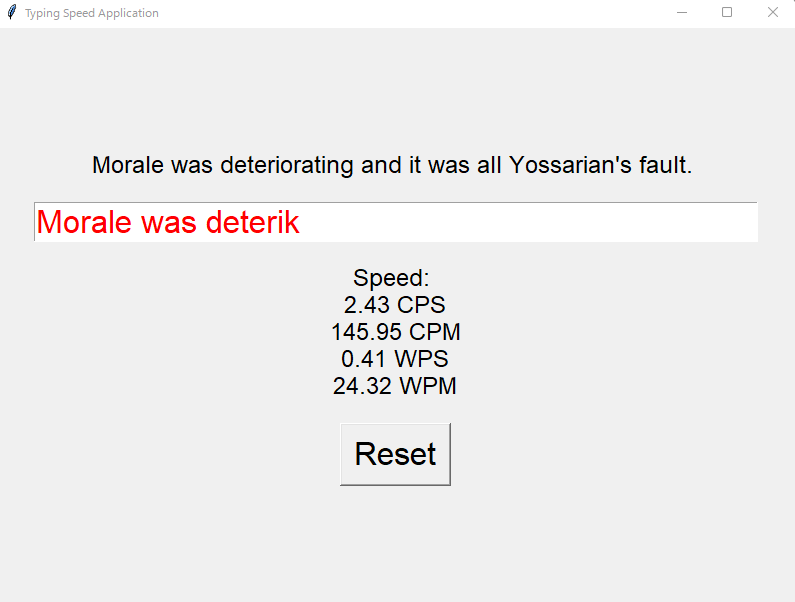 Typing Speed Application
Morale was deteriorating and it was all Yossarian's fault.
Morale was deterik
Speed:
2.43 CPS
145.95 CPM
0.41 WPS
24.32 WPM
Reset